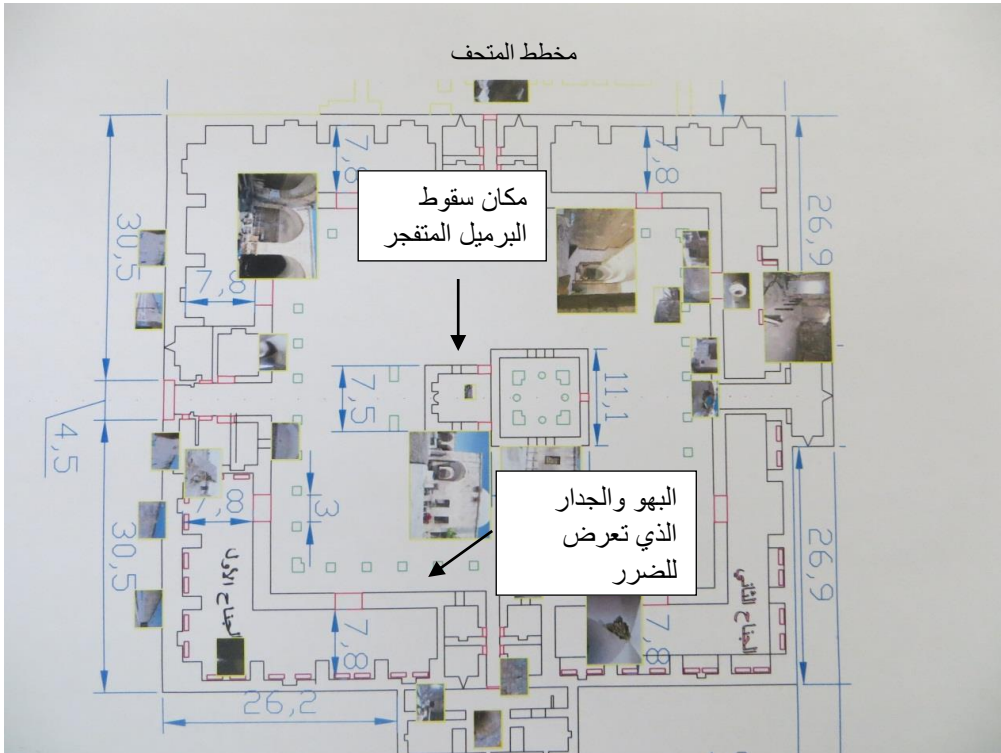 مخطط المتحف
7,8
7,8
مكان سقوط
البرميل المتفجر
30,5
26,9
7,8
7,5
11,1
4,5
البهو والجدار
الذي تعرض
للضرر
7,8
3
30,5
26,9
الجناح الأول
الجناح الثاني
7,8
7,8
26,2